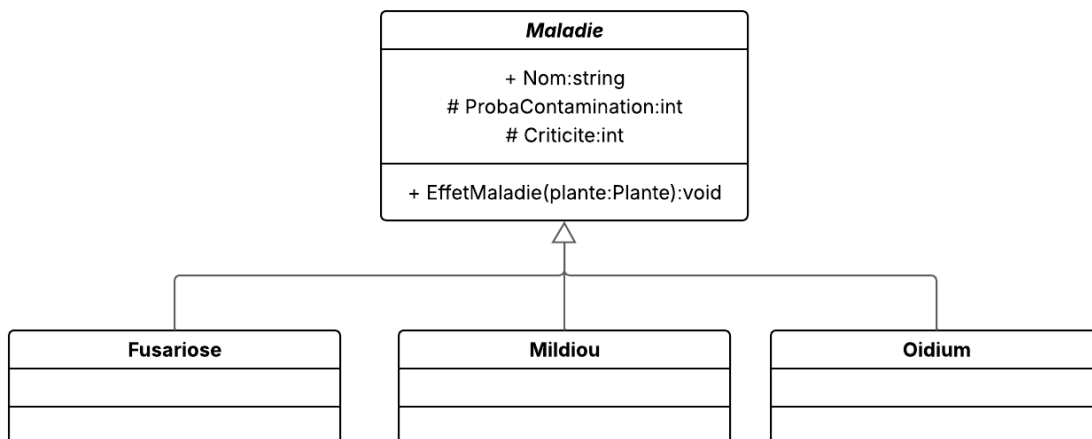 Maladie
+ Nom:string
# ProbaContamination:int
# Criticite:int
+ EffetMaladie(plante:Plante):void
Fusariose
Mildiou
Oidium